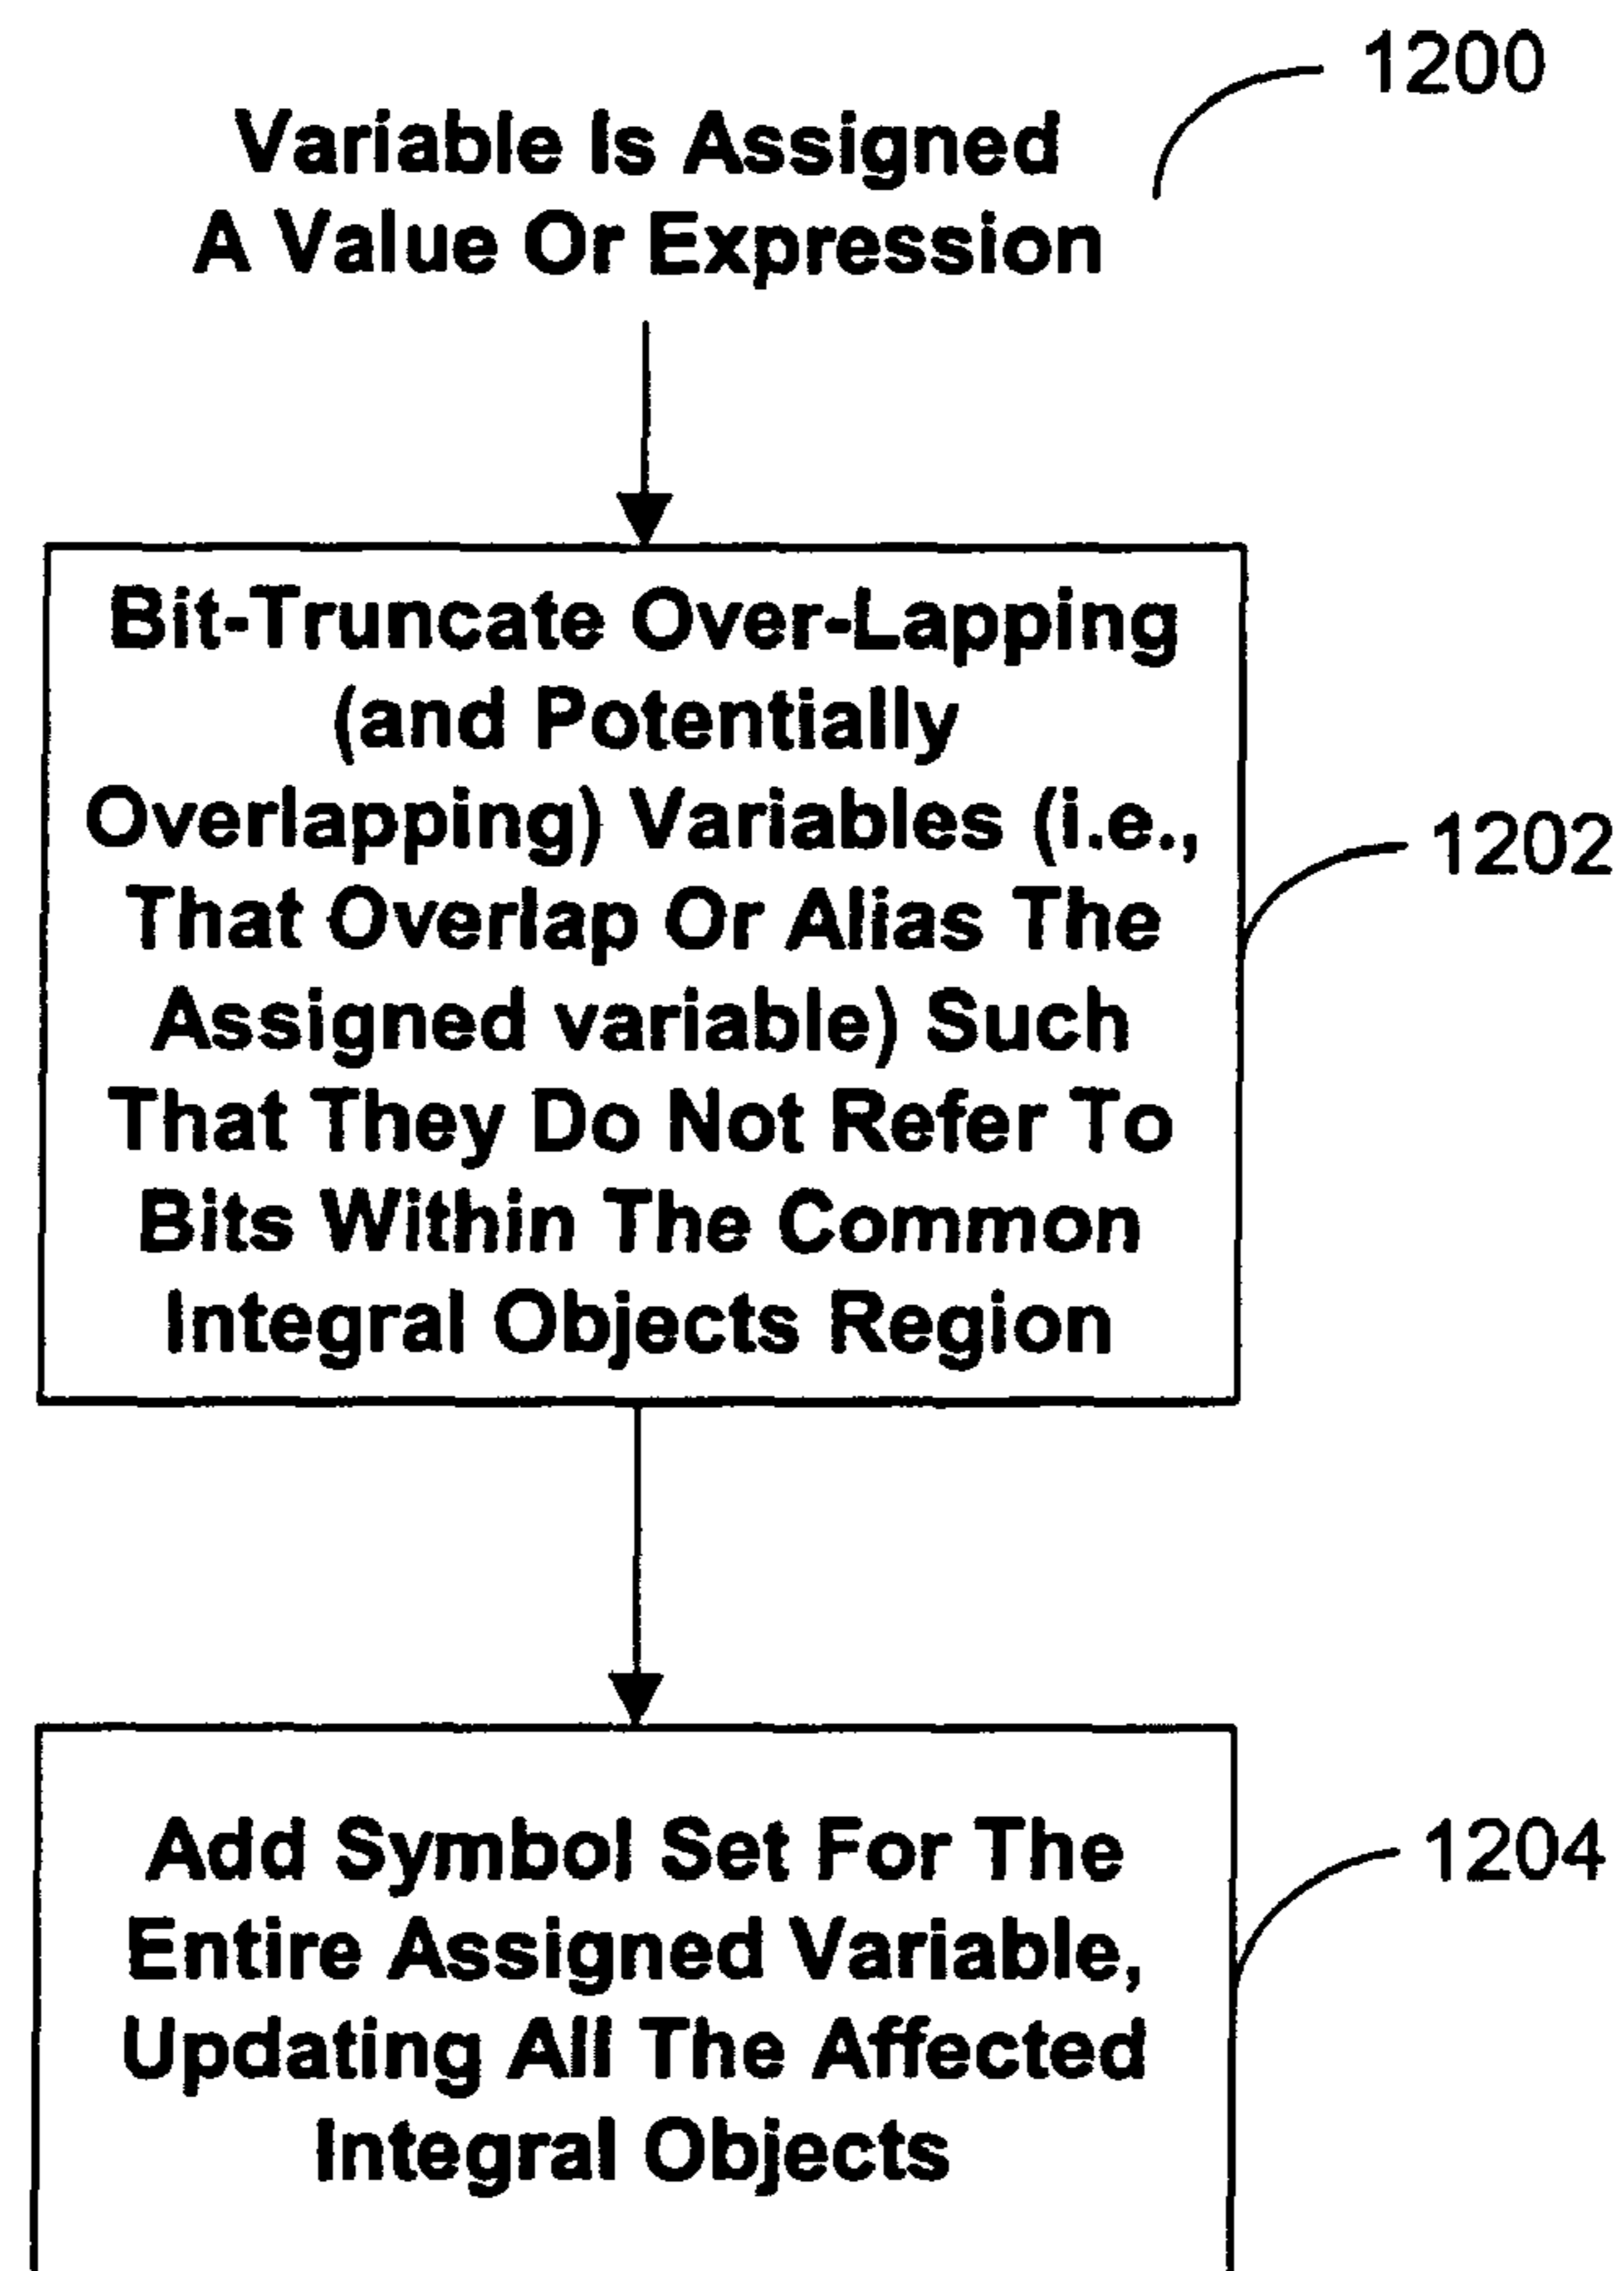 1200
Variable Is Assigned
A Value Or Expression
Bit-Truncate Over-Lapping
(and Potentially
Overlapping) Variables (i.e.,
That Overlap Or Alias The
Assigned variable) Such
That They Do Not Refer To
Bits Within The Common
Integral Objects Region
1202
Add Symbol Set For The
Entire Assigned Variable,
Updating All The Affected
Integral Objects
1204